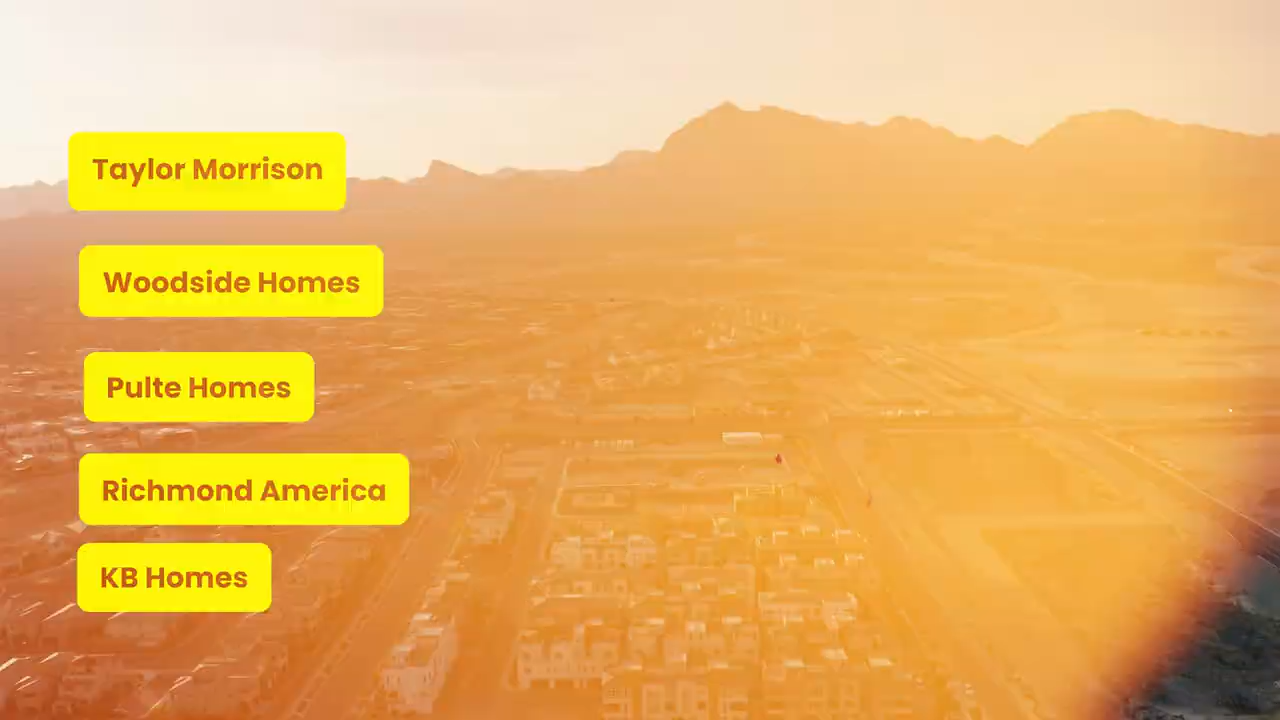 Taylor Morrison
Woodside Homes
Pulte Homes
Richmond America
KB Homes